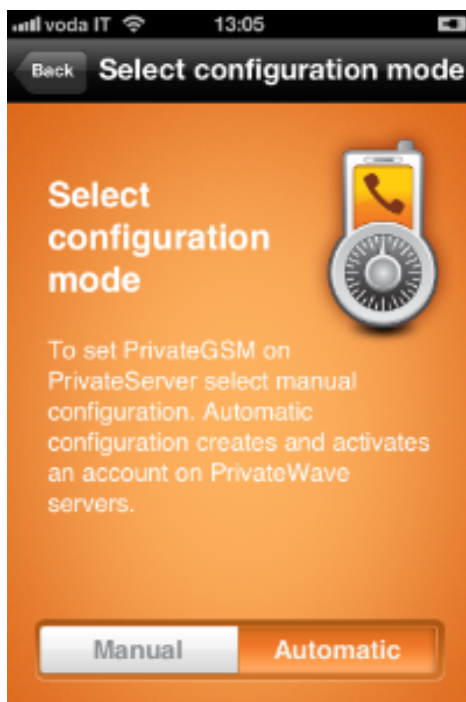 voda IT 13:05
Back Select configuration mode
Select
configuration
mode
To set PrivateGSM on
PrivateServer select manual
configuration. Automatic
configuration creates and activates
an account on PrivateWave
servers.
Manual Automatic